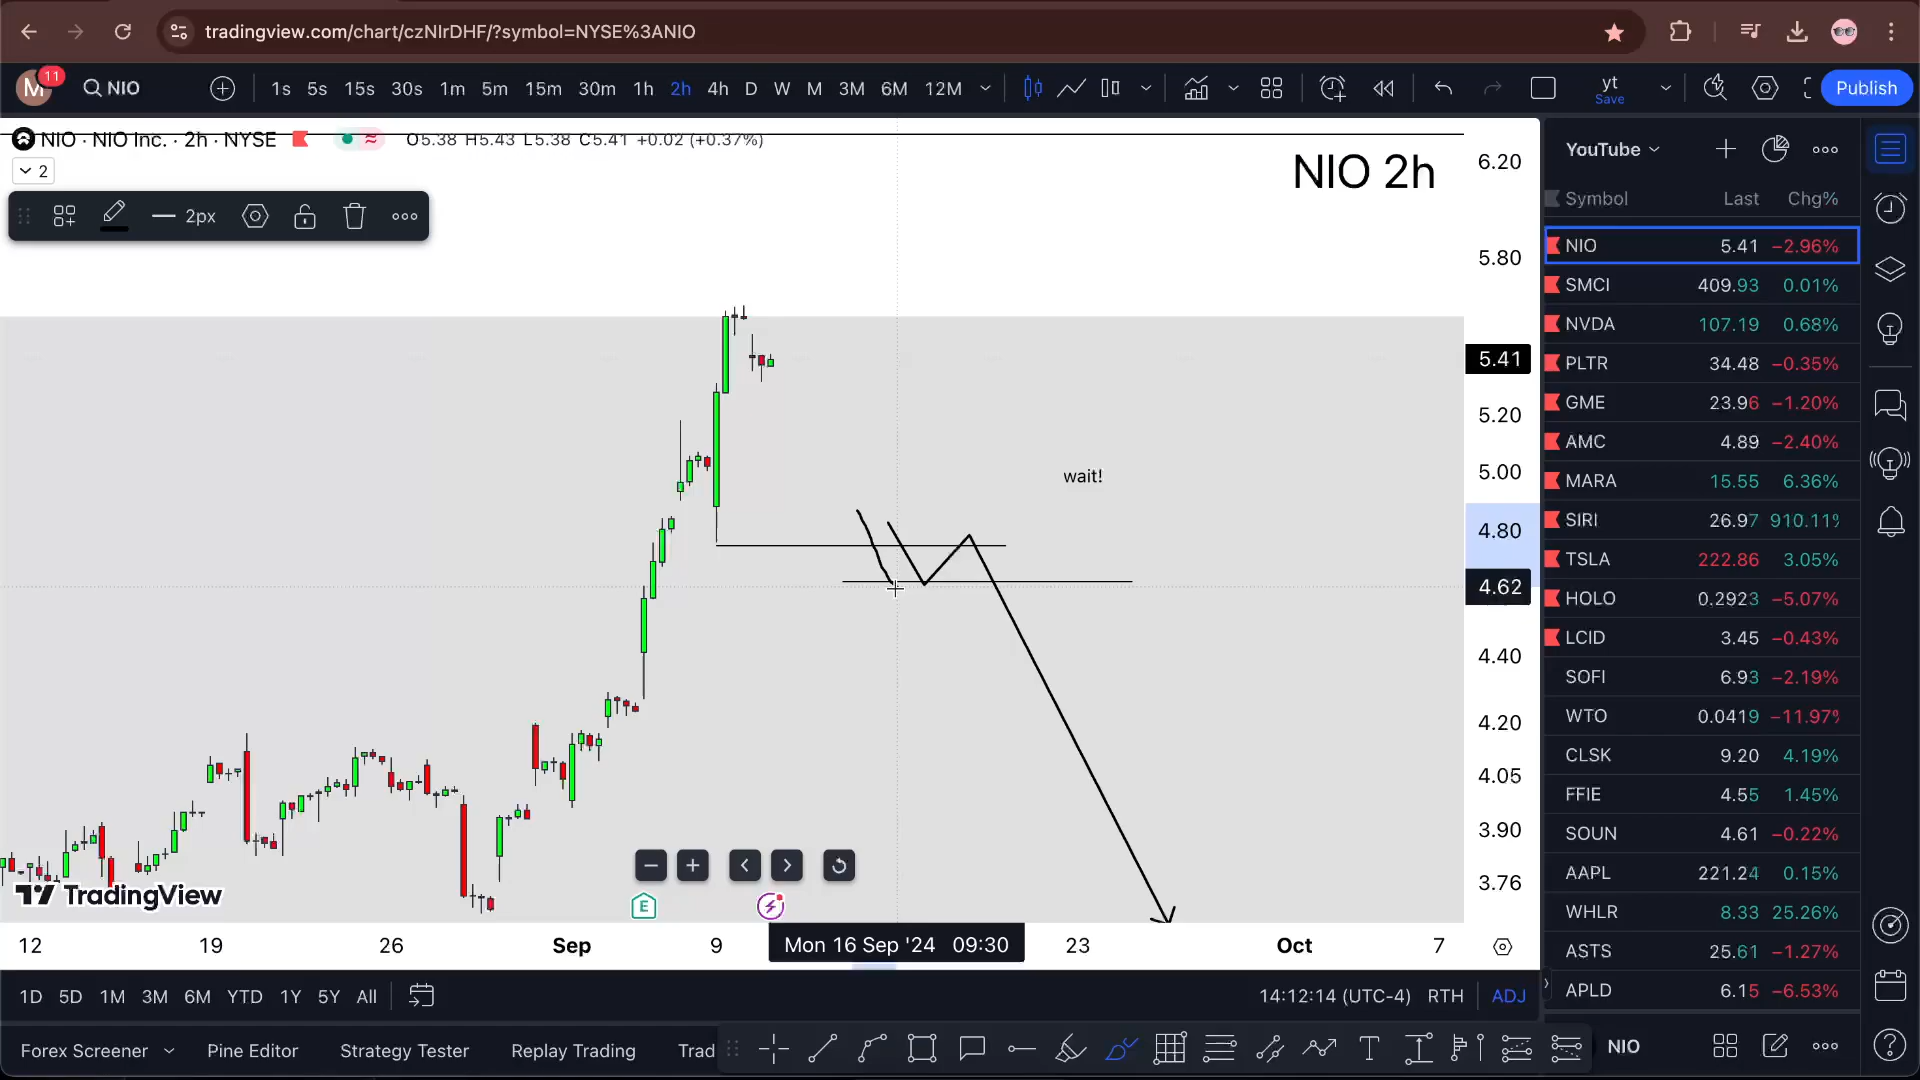 tradingview.com/chart/czNIrDHF/?symbol=NYSE%3ANIO
M 11 NIO 1s 5s 15s 30s 1m 5m 15m 30m 1h 2h 4h D W M 3M 6M 12M yt Save Publish
NIO · NIO Inc. · 2h · NYSE O5.38 H5.43 L5.38 C5.41 +0.02 (+0.37%)
2
NIO 2h
2px
wait!
6.20
5.80
5.41
5.20
5.00
4.80
4.62
4.40
4.20
4.05
3.90
3.76
E
TradingView
12 19 26 Sep 9 Mon 16 Sep '24 09:30 23 Oct 7
1D 5D 1M 3M 6M YTD 1Y 5Y All 14:12:14 (UTC-4) RTH ADJ
Forex Screener Pine Editor Strategy Tester Replay Trading Trad
YouTube
Symbol Last Chg%
NIO 5.41 −2.96%
SMCI 409.93 0.01%
NVDA 107.19 0.68%
PLTR 34.48 −0.35%
GME 23.96 −1.20%
AMC 4.89 −2.40%
MARA 15.55 6.36%
SIRI 26.97 910.11%
TSLA 222.86 3.05%
HOLO 0.2923 −5.07%
LCID 3.45 −0.43%
SOFI 6.93 −2.19%
WTO 0.0419 −11.97%
CLSK 9.20 4.19%
FFIE 4.55 1.45%
SOUN 4.61 −0.22%
AAPL 221.24 0.15%
WHLR 8.33 25.26%
ASTS 25.61 −1.27%
APLD 6.15 −6.53%
NIO